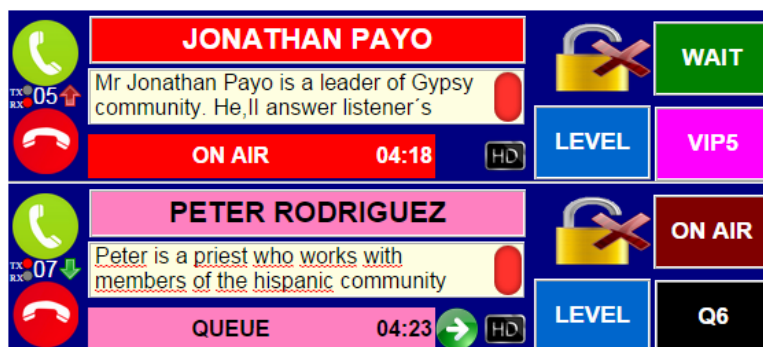 JONATHAN PAYO
WAIT
Mr Jonathan Payo is a leader of Gypsy
community. He,II answer listener´s
TX
RX
05
LEVEL
VIP5
ON AIR 04:18 HD
PETER RODRIGUEZ
ON AIR
Peter is a priest who works with
members of the hispanic community
TX
RX
07
LEVEL
Q6
QUEUE 04:23 HD